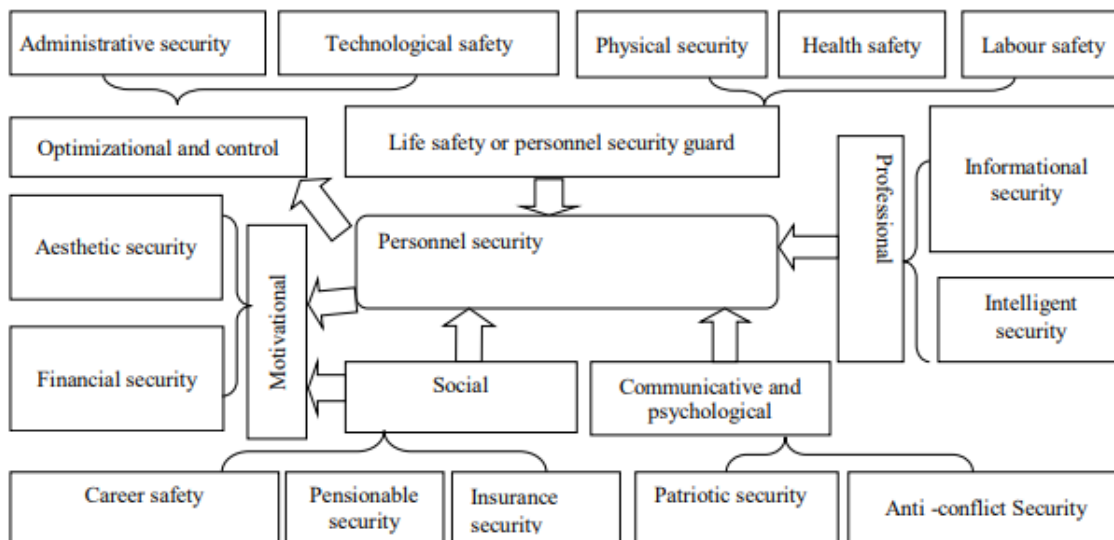 Administrative security
Technological safety
Physical security
Health safety
Labour safety
Optimizational and control
Life safety or personnel security guard
Professional
Informational
security
Aesthetic security
Personnel security
Motivational
Intelligent
security
Financial security
Social
Communicative and
psychological
Career safety
Pensionable
security
Insurance
security
Patriotic security
Anti -conflict Security